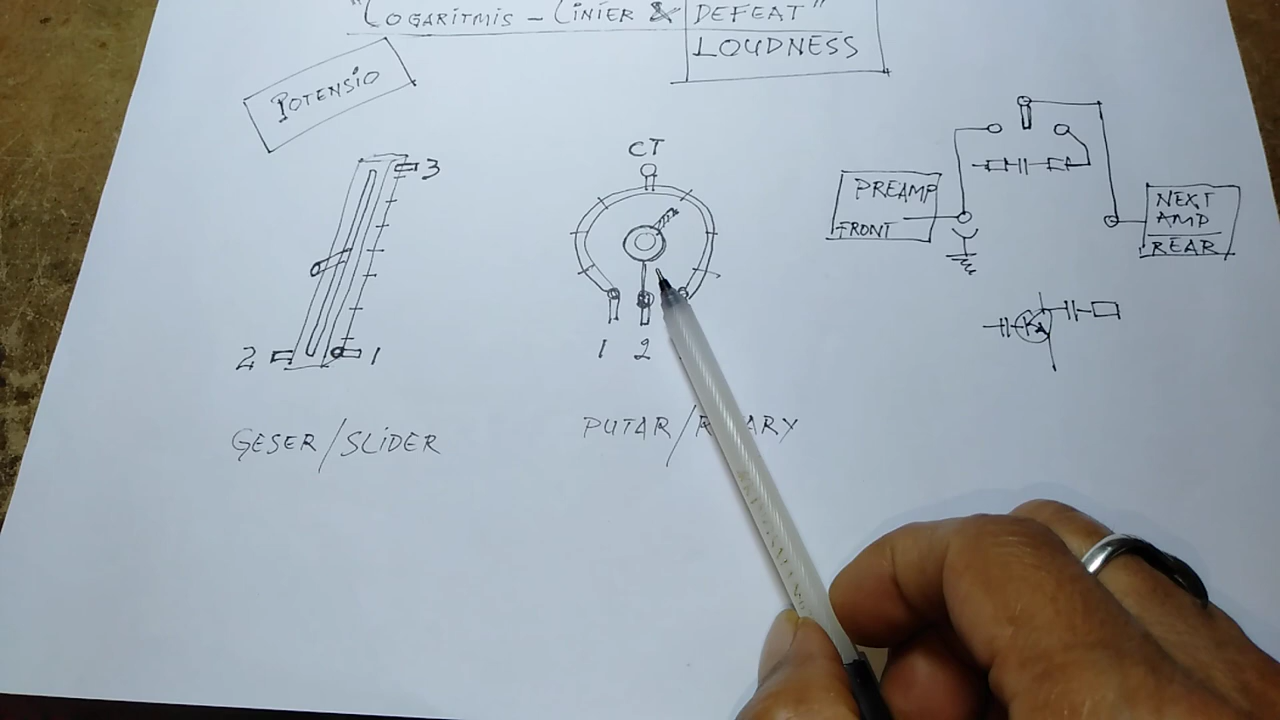 "LOGARITMIS - LINIER & DEFEAT"
LOUDNESS
POTENSIO
3
2
1
GESER/SLIDER
CT
1 2
PUTAR/
PREAMP
FRONT
NEXT
AMP
REAR